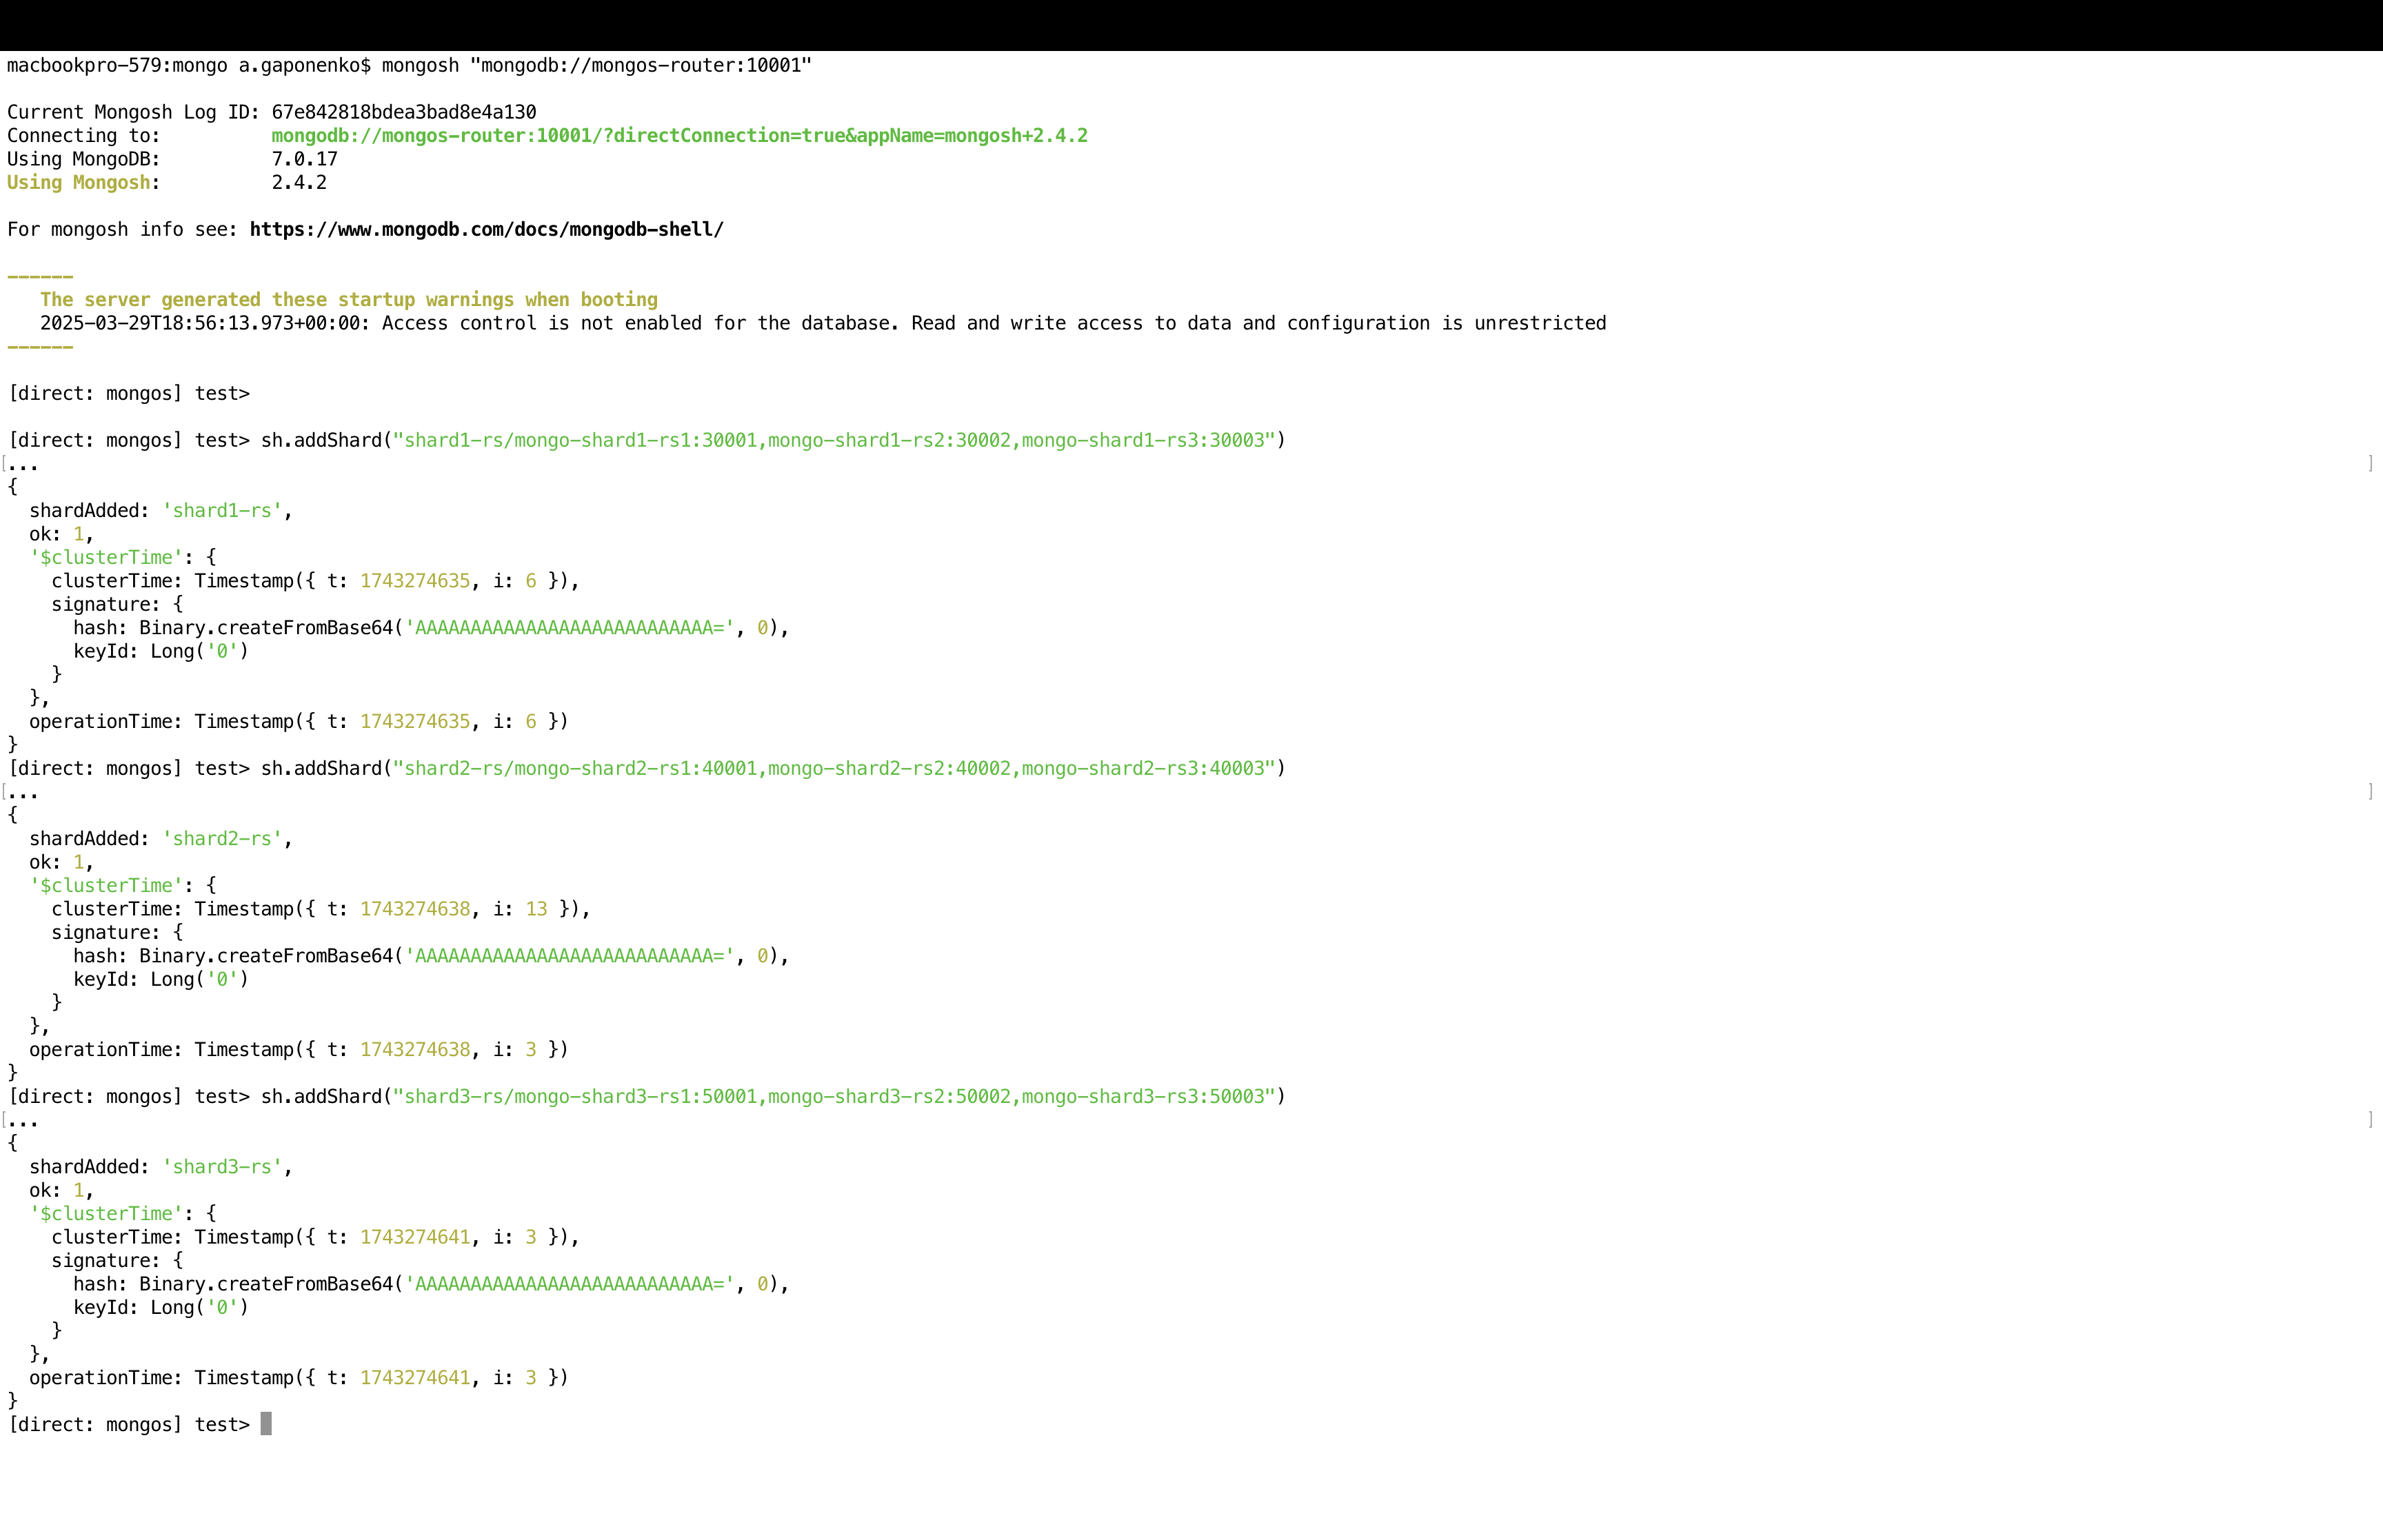 macbookpro-579:mongo a.gaponenko$ mongosh "mongodb://mongos-router:10001"
Current Mongosh Log ID: 67e842818bdea3bad8e4a130
Connecting to:          mongodb://mongos-router:10001/?directConnection=true&appName=mongosh+2.4.2
Using MongoDB:          7.0.17
Using Mongosh:          2.4.2
For mongosh info see: https://www.mongodb.com/docs/mongodb-shell/
------
   The server generated these startup warnings when booting
   2025-03-29T18:56:13.973+00:00: Access control is not enabled for the database. Read and write access to data and configuration is unrestricted
------
[direct: mongos] test>
[direct: mongos] test> sh.addShard("shard1-rs/mongo-shard1-rs1:30001,mongo-shard1-rs2:30002,mongo-shard1-rs3:30003")
[... ]
{
  shardAdded: 'shard1-rs',
  ok: 1,
  '$clusterTime': {
    clusterTime: Timestamp({ t: 1743274635, i: 6 }),
    signature: {
      hash: Binary.createFromBase64('AAAAAAAAAAAAAAAAAAAAAAAAAAA=', 0),
      keyId: Long('0')
    }
  },
  operationTime: Timestamp({ t: 1743274635, i: 6 })
}
[direct: mongos] test> sh.addShard("shard2-rs/mongo-shard2-rs1:40001,mongo-shard2-rs2:40002,mongo-shard2-rs3:40003")
[... ]
{
  shardAdded: 'shard2-rs',
  ok: 1,
  '$clusterTime': {
    clusterTime: Timestamp({ t: 1743274638, i: 13 }),
    signature: {
      hash: Binary.createFromBase64('AAAAAAAAAAAAAAAAAAAAAAAAAAA=', 0),
      keyId: Long('0')
    }
  },
  operationTime: Timestamp({ t: 1743274638, i: 3 })
}
[direct: mongos] test> sh.addShard("shard3-rs/mongo-shard3-rs1:50001,mongo-shard3-rs2:50002,mongo-shard3-rs3:50003")
[... ]
{
  shardAdded: 'shard3-rs',
  ok: 1,
  '$clusterTime': {
    clusterTime: Timestamp({ t: 1743274641, i: 3 }),
    signature: {
      hash: Binary.createFromBase64('AAAAAAAAAAAAAAAAAAAAAAAAAAA=', 0),
      keyId: Long('0')
    }
  },
  operationTime: Timestamp({ t: 1743274641, i: 3 })
}
[direct: mongos] test>